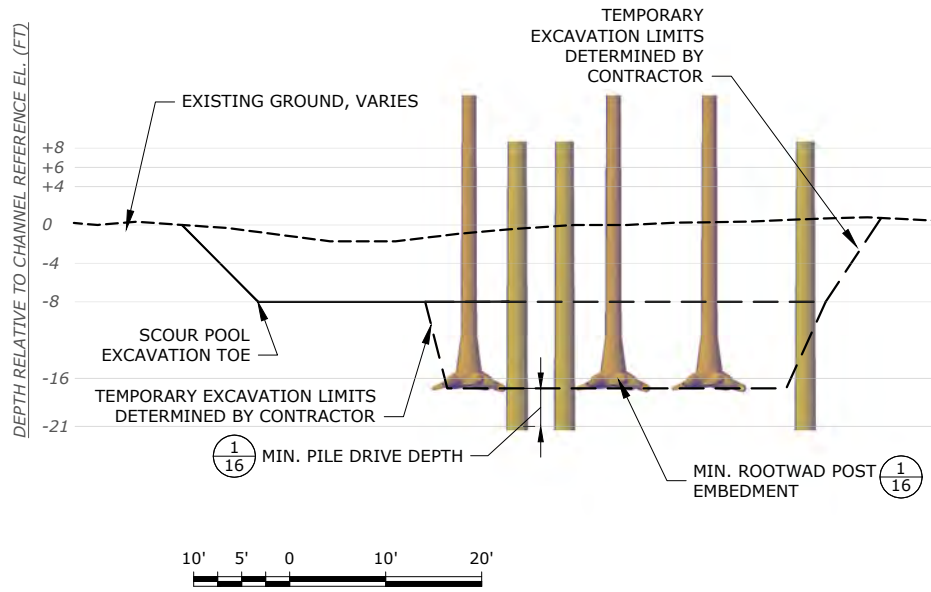 TEMPORARY
EXCAVATION LIMITS
DETERMINED BY
CONTRACTOR
EXISTING GROUND, VARIES
DEPTH RELATIVE TO CHANNEL REFERENCE EL. (FT)
+8
+6
+4
0
-4
-8
-16
-21
SCOUR POOL
EXCAVATION TOE
TEMPORARY EXCAVATION LIMITS
DETERMINED BY CONTRACTOR
1
16
MIN. PILE DRIVE DEPTH
MIN. ROOTWAD POST
EMBEDMENT
1
16
10' 5' 0 10' 20'